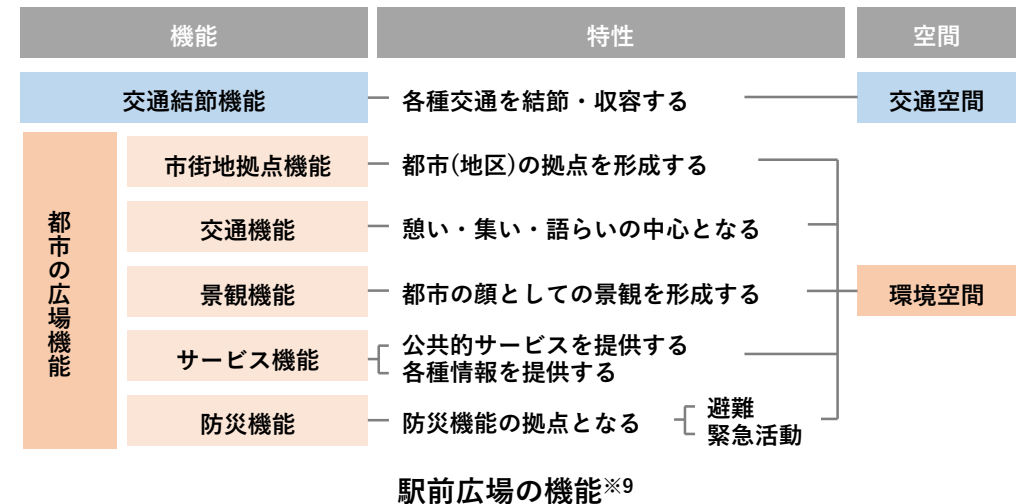 機能 特性 空間
交通結節機能 各種交通を結節・収容する 交通空間
都市の広場機能
市街地拠点機能 都市(地区)の拠点を形成する
交通機能 憩い・集い・語らいの中心となる
景観機能 都市の顔としての景観を形成する 環境空間
サービス機能 公共的サービスを提供する
各種情報を提供する
防災機能 防災機能の拠点となる 避難
緊急活動
駅前広場の機能※9